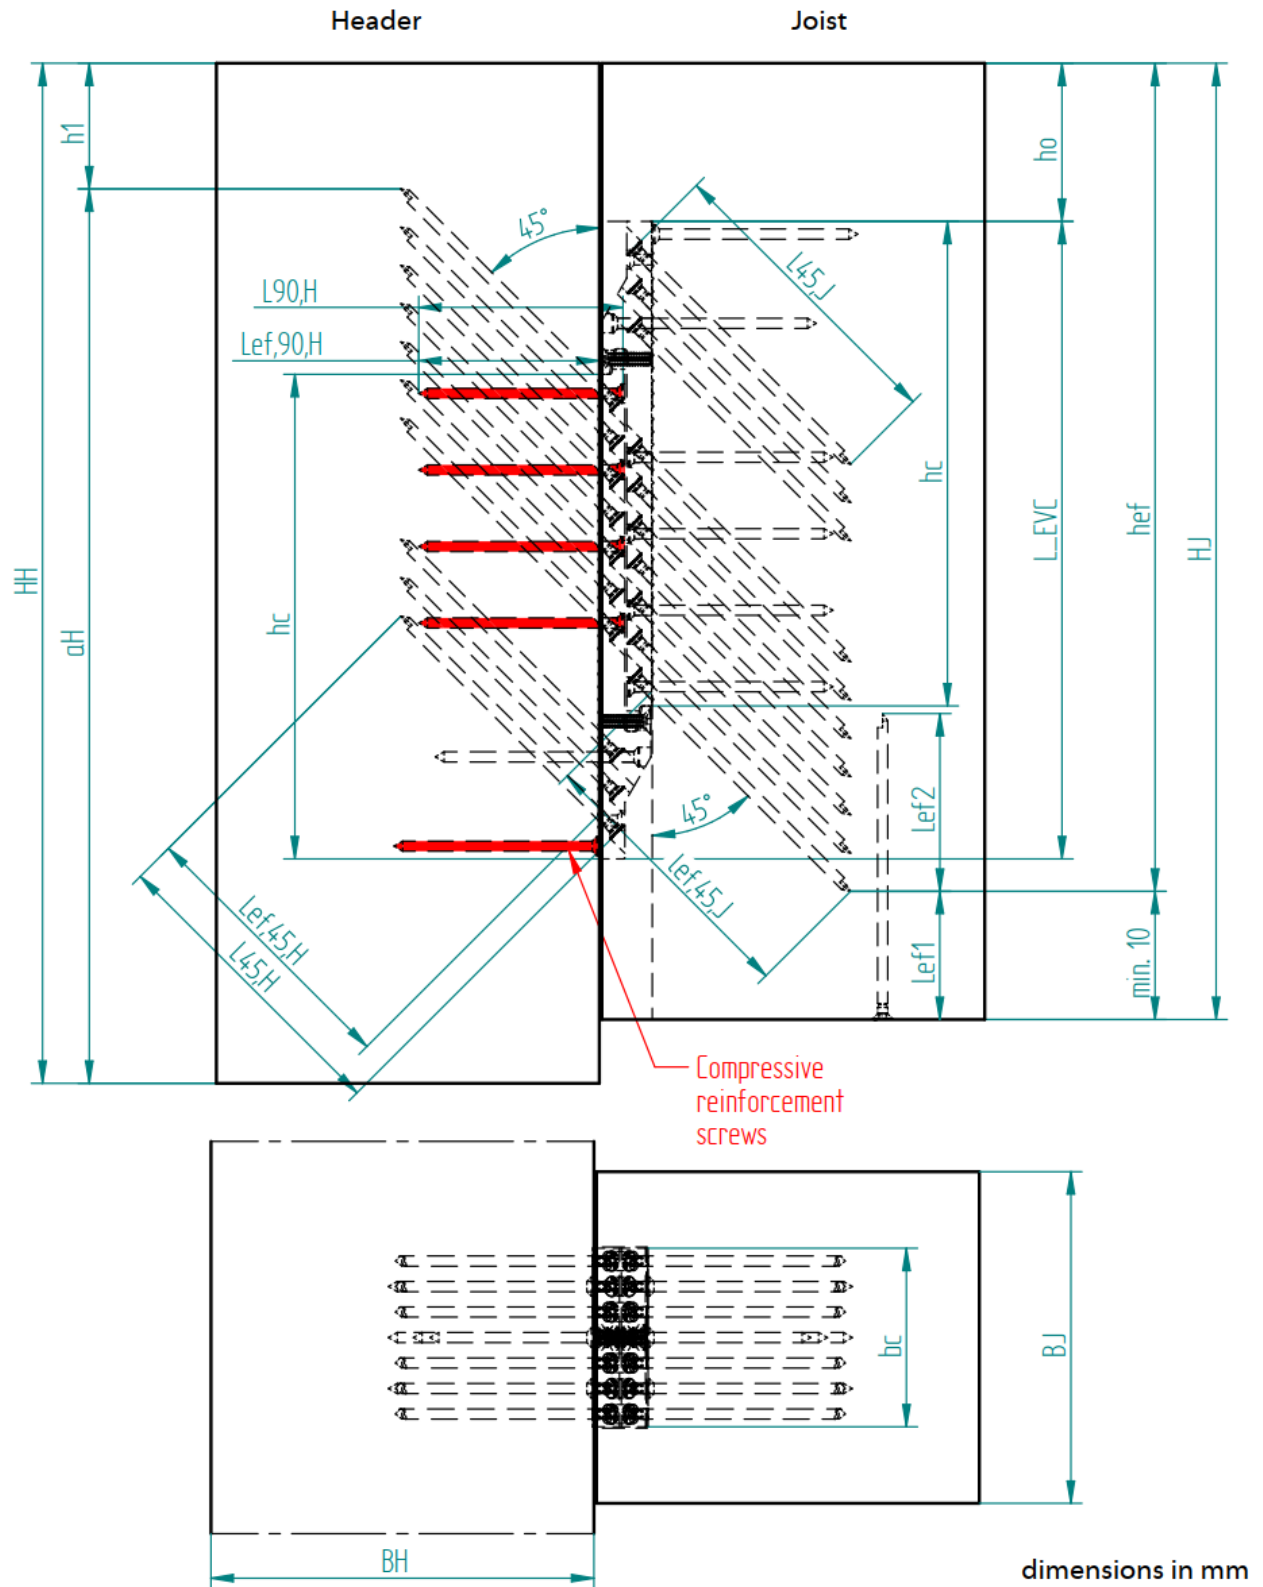 Header
Joist
h1
ho
45°
L45,J
L90,H
Lef,90,H
hc
L_EVC
hef
HJ
HH
aH
hc
Lef2
45°
lef,45,J
Lef,45,H
L45,H
Lef1
min. 10
Compressive
reinforcement
screws
bc
BJ
BH
dimensions in mm